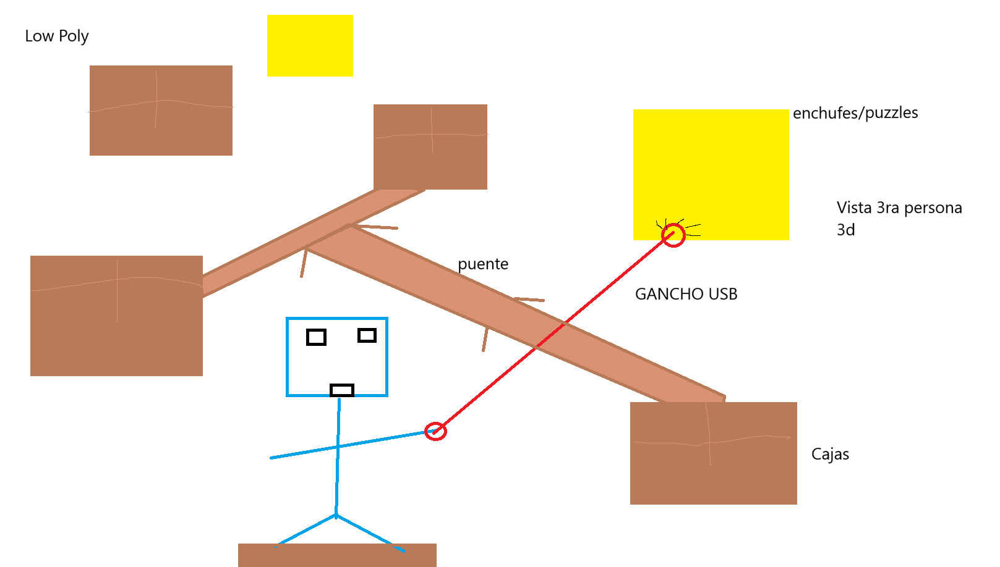 Low Poly
enchufes/puzzles
Vista 3ra persona
3d
puente
GANCHO USB
Cajas